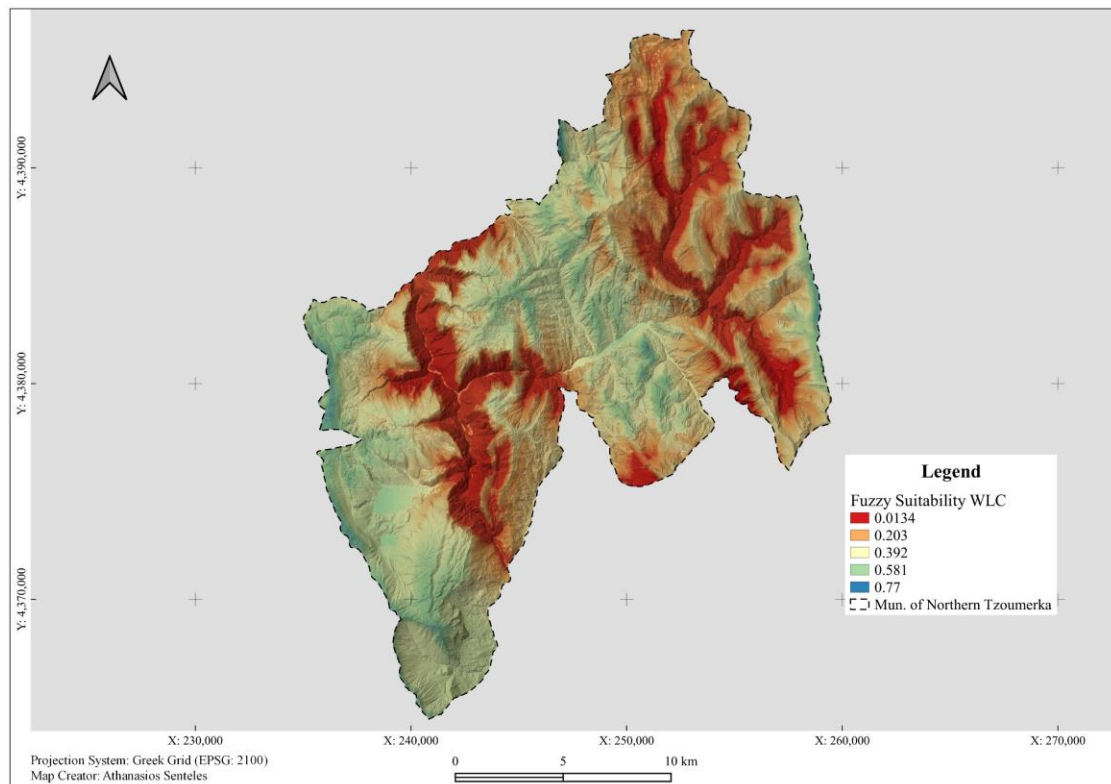 Y: 4,390,000
Y: 4,380,000
Y: 4,370,000
Legend
Fuzzy Suitability WLC
0.0134
0.203
0.392
0.581
0.77
Mun. of Northern Tzoumerka
X: 230,000
X: 240,000
X: 250,000
X: 260,000
X: 270,000
Projection System: Greek Grid (EPSG: 2100)
Map Creator: Athanasios Senteles
0
5
10 km